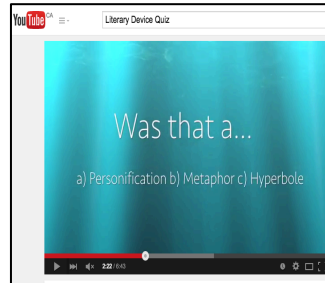 YouTube CA
Literary Device Quiz
Was that a...
a) Personification b) Metaphor c) Hyperbole
2:22 / 6:43